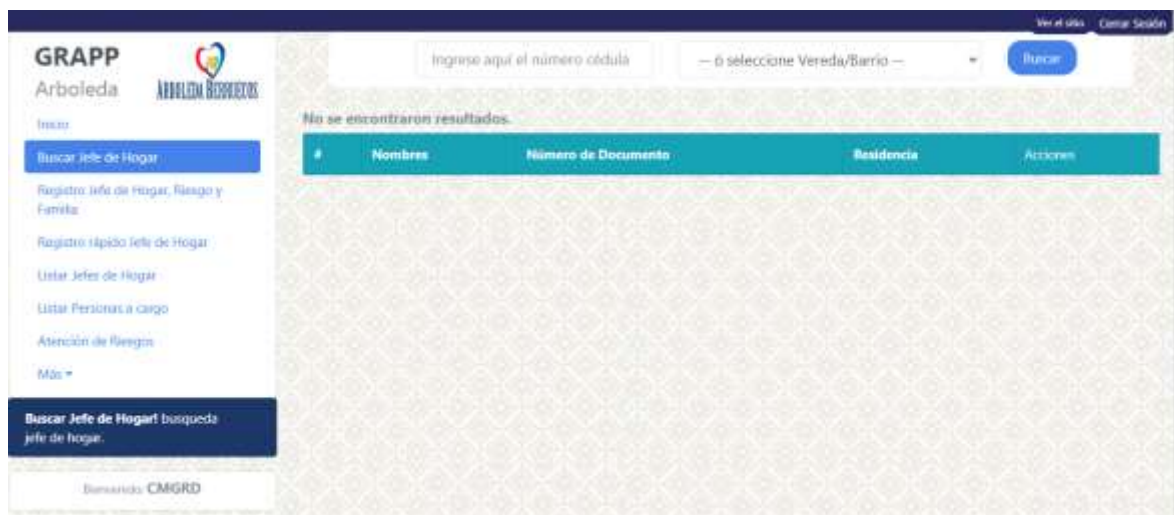 Ver el sitio Cerrar Sesión
GRAPP
Arboleda
ARBOLEDA BERRUECOS
Ingrese aquí el número cédula
-- ó seleccione Vereda/Barrio --
Buscar
Inicio
Buscar Jefe de Hogar
Registro Jefe de Hogar, Riesgo y
Familia
Registro rápido Jefe de Hogar
Listar Jefes de Hogar
Listar Personas a cargo
Atención de Riesgos
Más
Buscar Jefe de Hogar! busqueda
jefe de hogar.
Bienvenido: CMGRD
No se encontraron resultados.
# Nombres Número de Documento Residencia Acciones